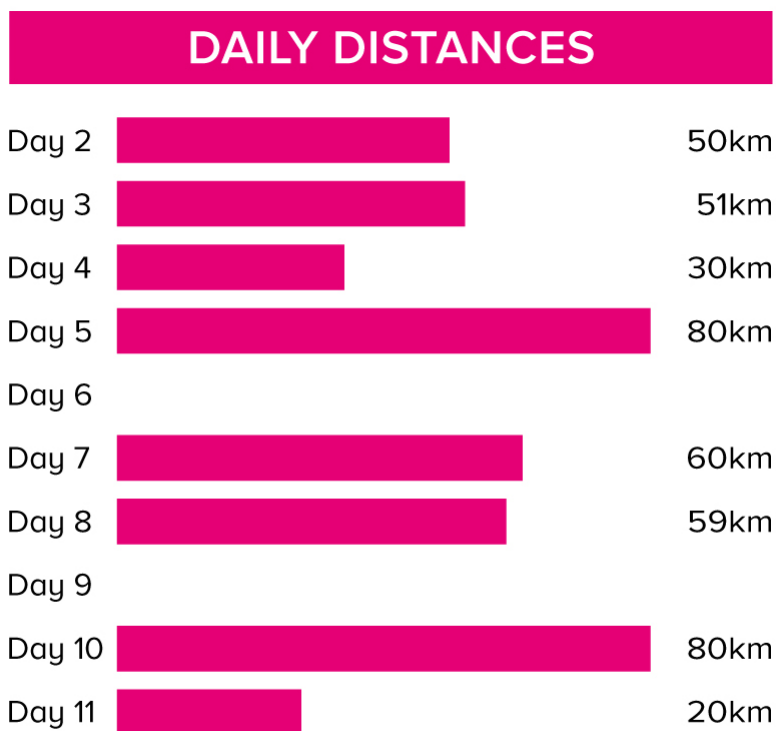 DAILY DISTANCES
Day 2 50km
Day 3 51km
Day 4 30km
Day 5 80km
Day 6
Day 7 60km
Day 8 59km
Day 9
Day 10 80km
Day 11 20km